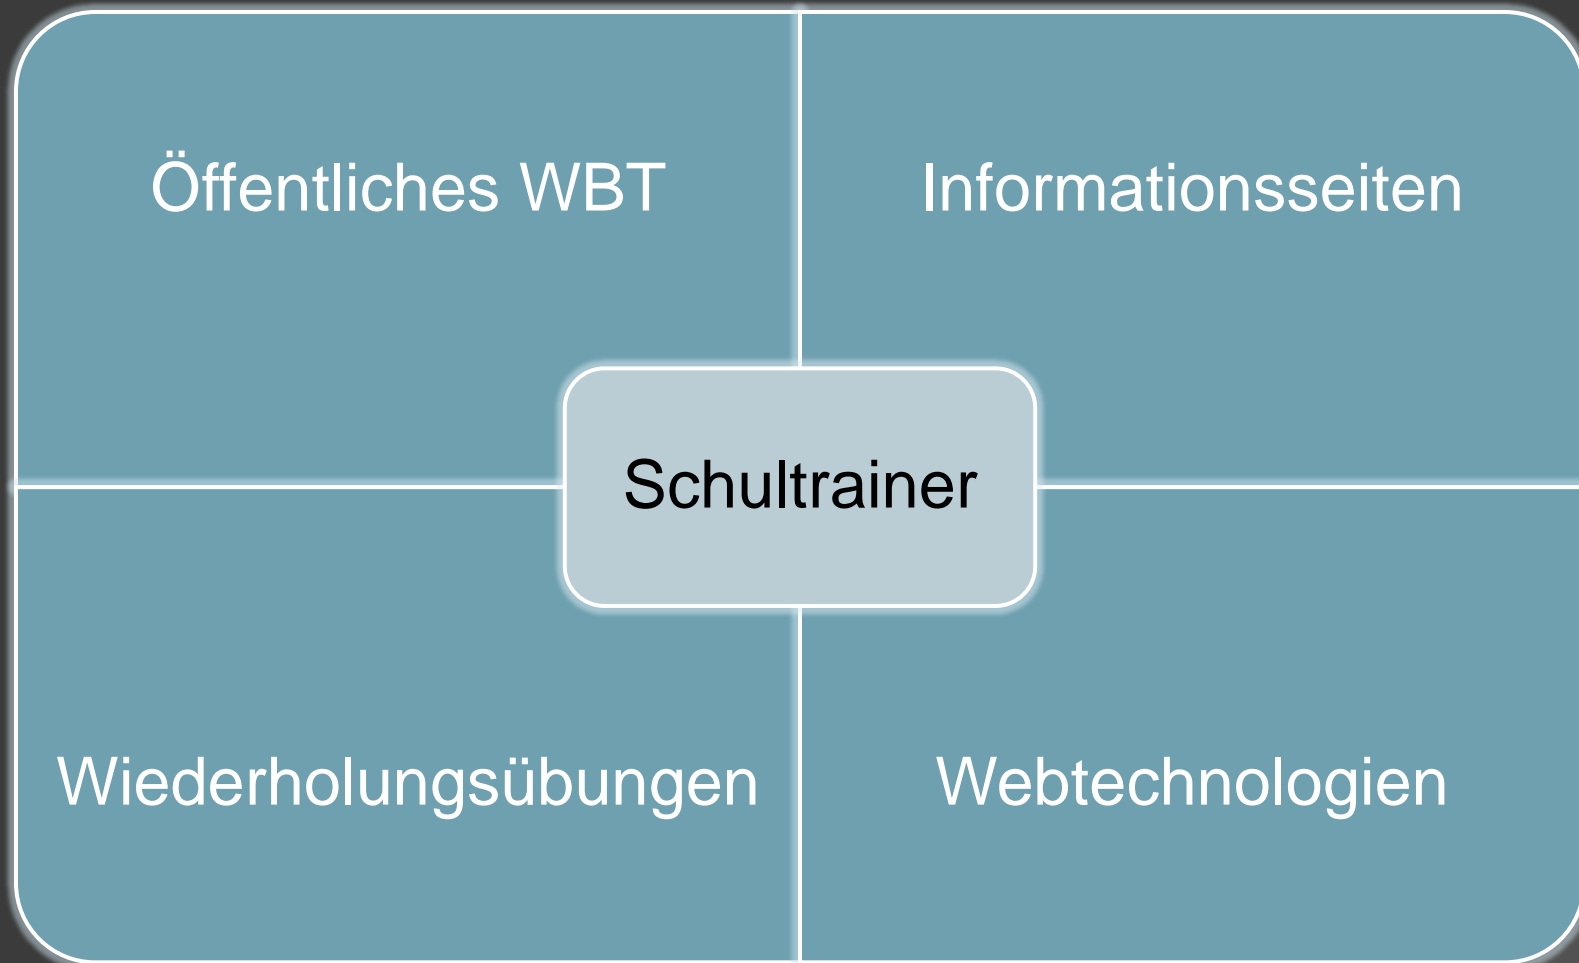 Öffentliches WBT
Informationsseiten
Schultrainer
Wiederholungsübungen
Webtechnologien